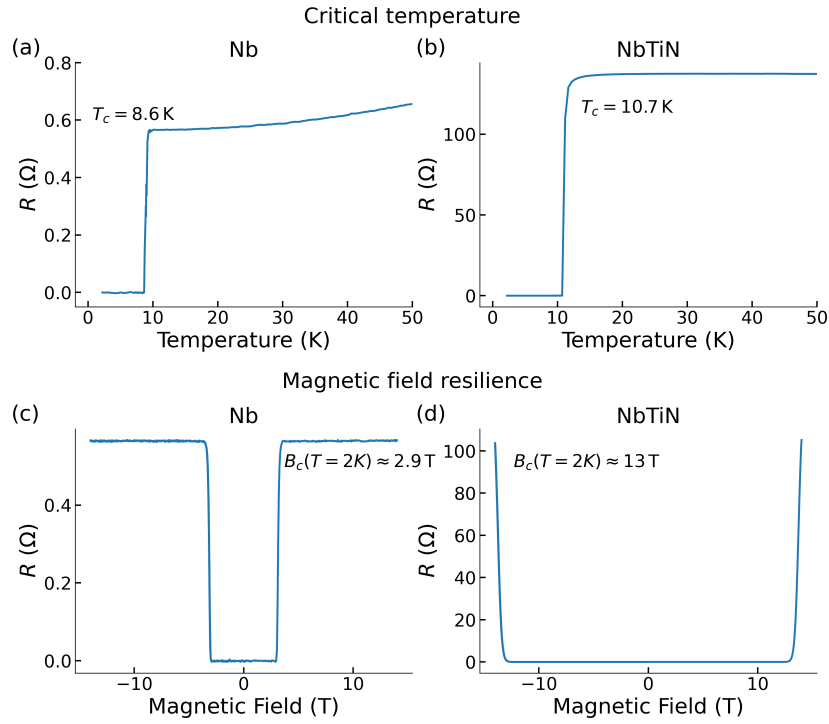 Critical temperature
(a)
Nb
0.8
0.6
0.4
0.2
0.0
R (Ω)
T_c = 8.6 K
0 10 20 30 40 50
Temperature (K)
(b)
NbTiN
100
50
0
R (Ω)
T_c = 10.7 K
0 10 20 30 40 50
Temperature (K)
Magnetic field resilience
(c)
Nb
0.4
0.2
0.0
R (Ω)
B_c(T = 2K) ≈ 2.9 T
−10 0 10
Magnetic Field (T)
(d)
NbTiN
100
80
60
40
20
0
R (Ω)
B_c(T = 2K) ≈ 13 T
−10 0 10
Magnetic Field (T)